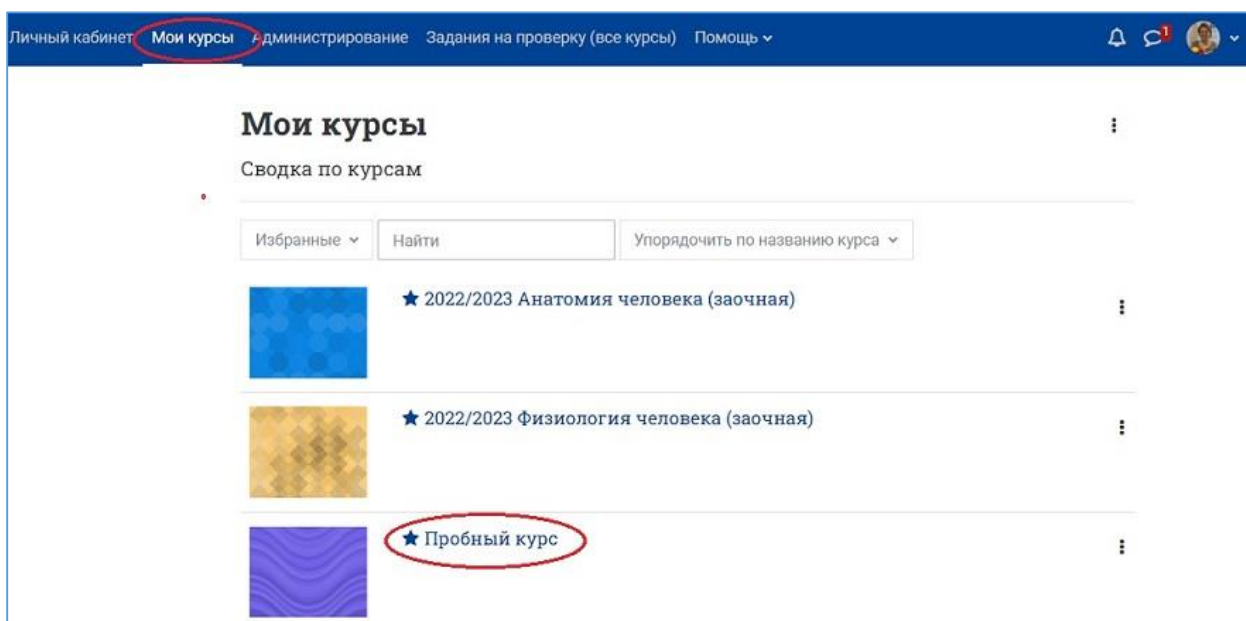 Личный кабинет Мои курсы Администрирование Задания на проверку (все курсы) Помощь 1
Мои курсы
Сводка по курсам
Избранные Найти Упорядочить по названию курса
2022/2023 Анатомия человека (заочная)
2022/2023 Физиология человека (заочная)
Пробный курс